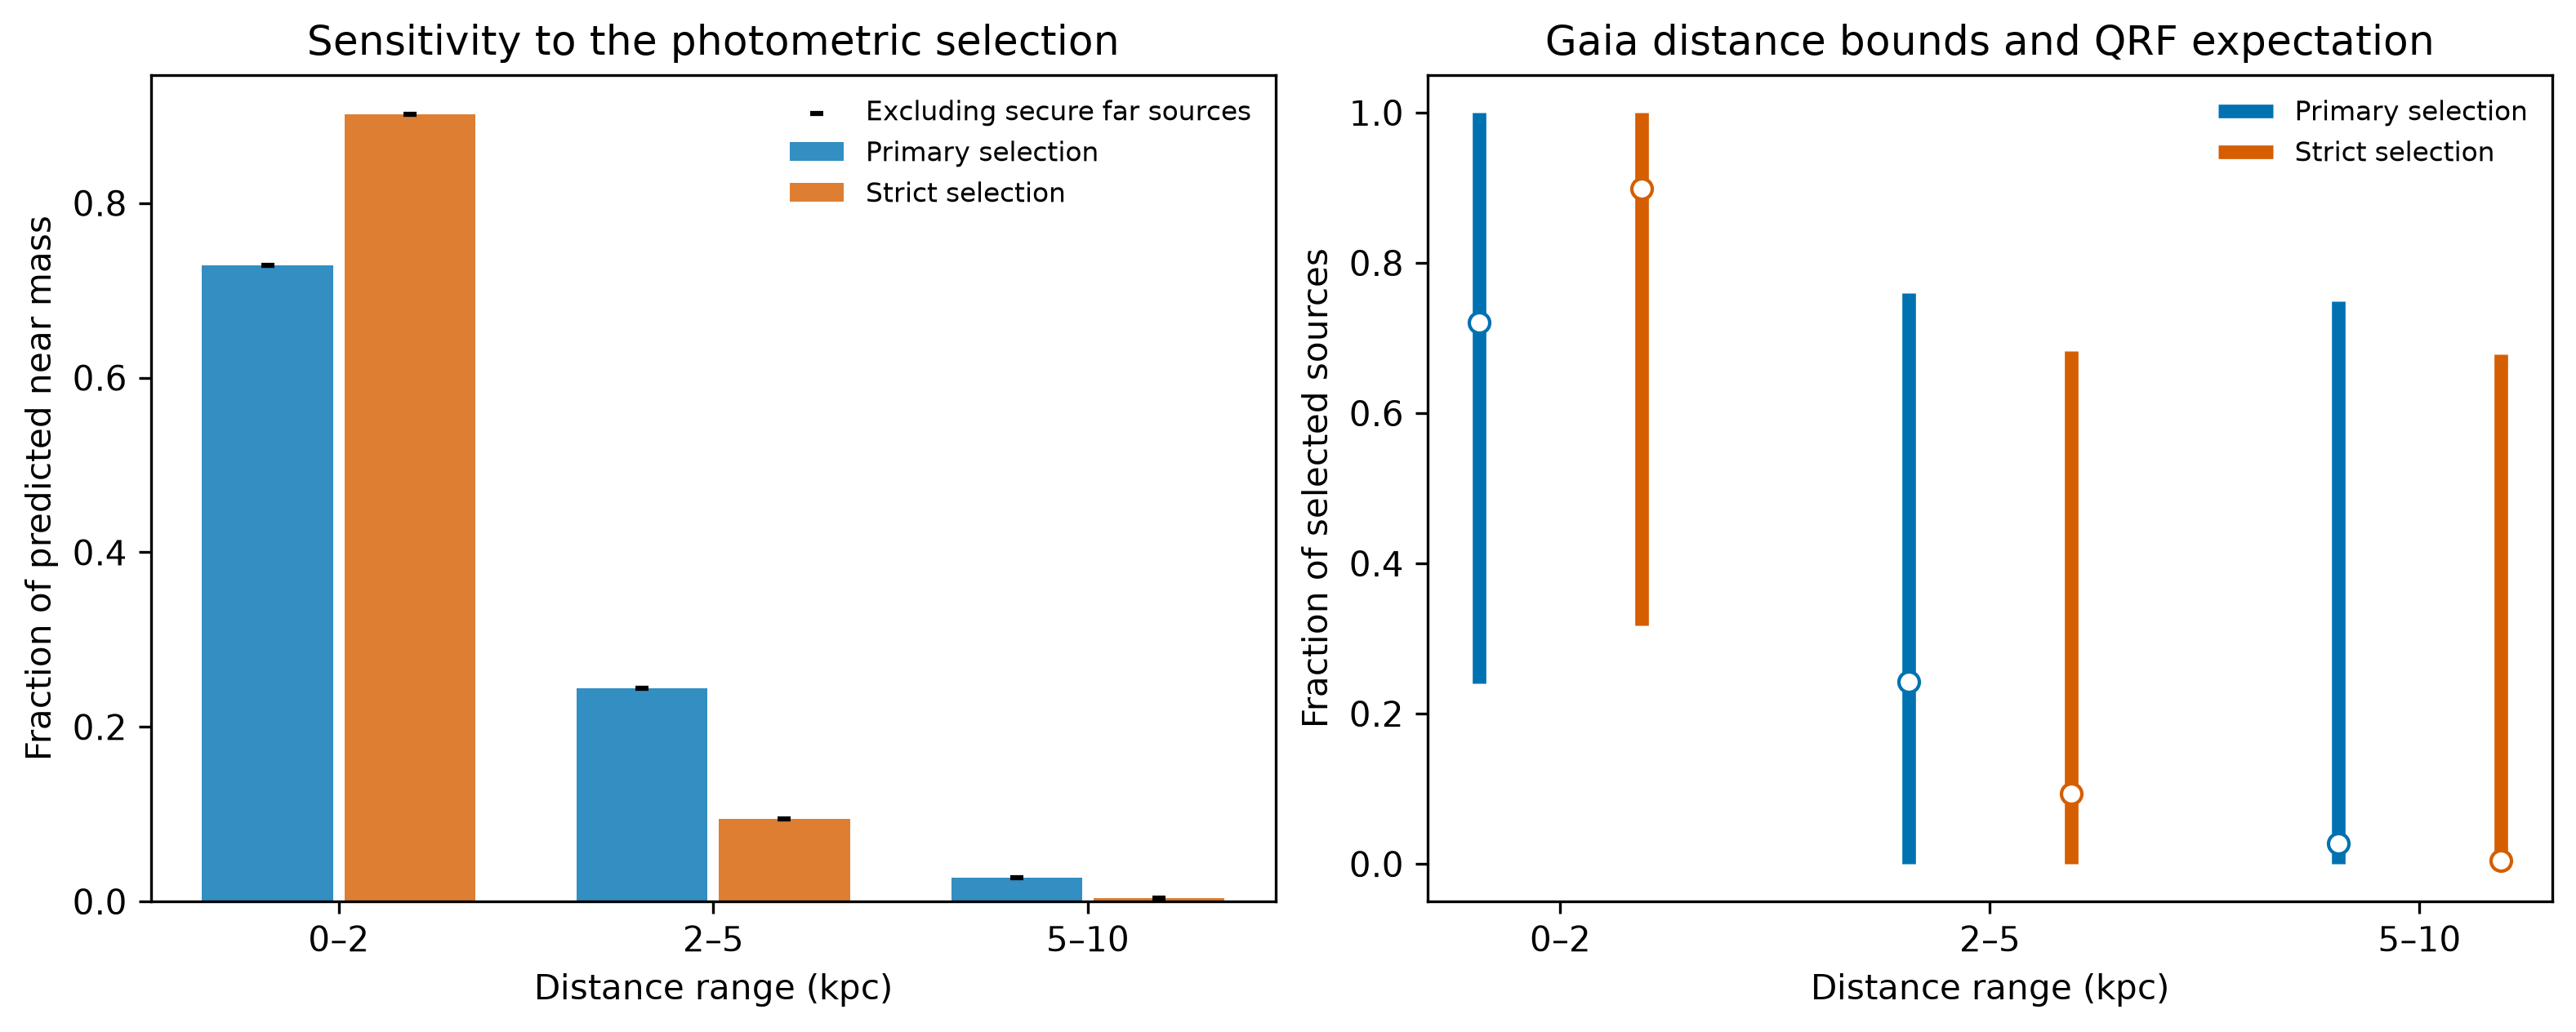 Sensitivity to the photometric selection
Fraction of predicted near mass
0.8
0.6
0.4
0.2
0.0
Excluding secure far sources
Primary selection
Strict selection
0–2
2–5
5–10
Distance range (kpc)
Gaia distance bounds and QRF expectation
Fraction of selected sources
1.0
0.8
0.6
0.4
0.2
0.0
Primary selection
Strict selection
0–2
2–5
5–10
Distance range (kpc)